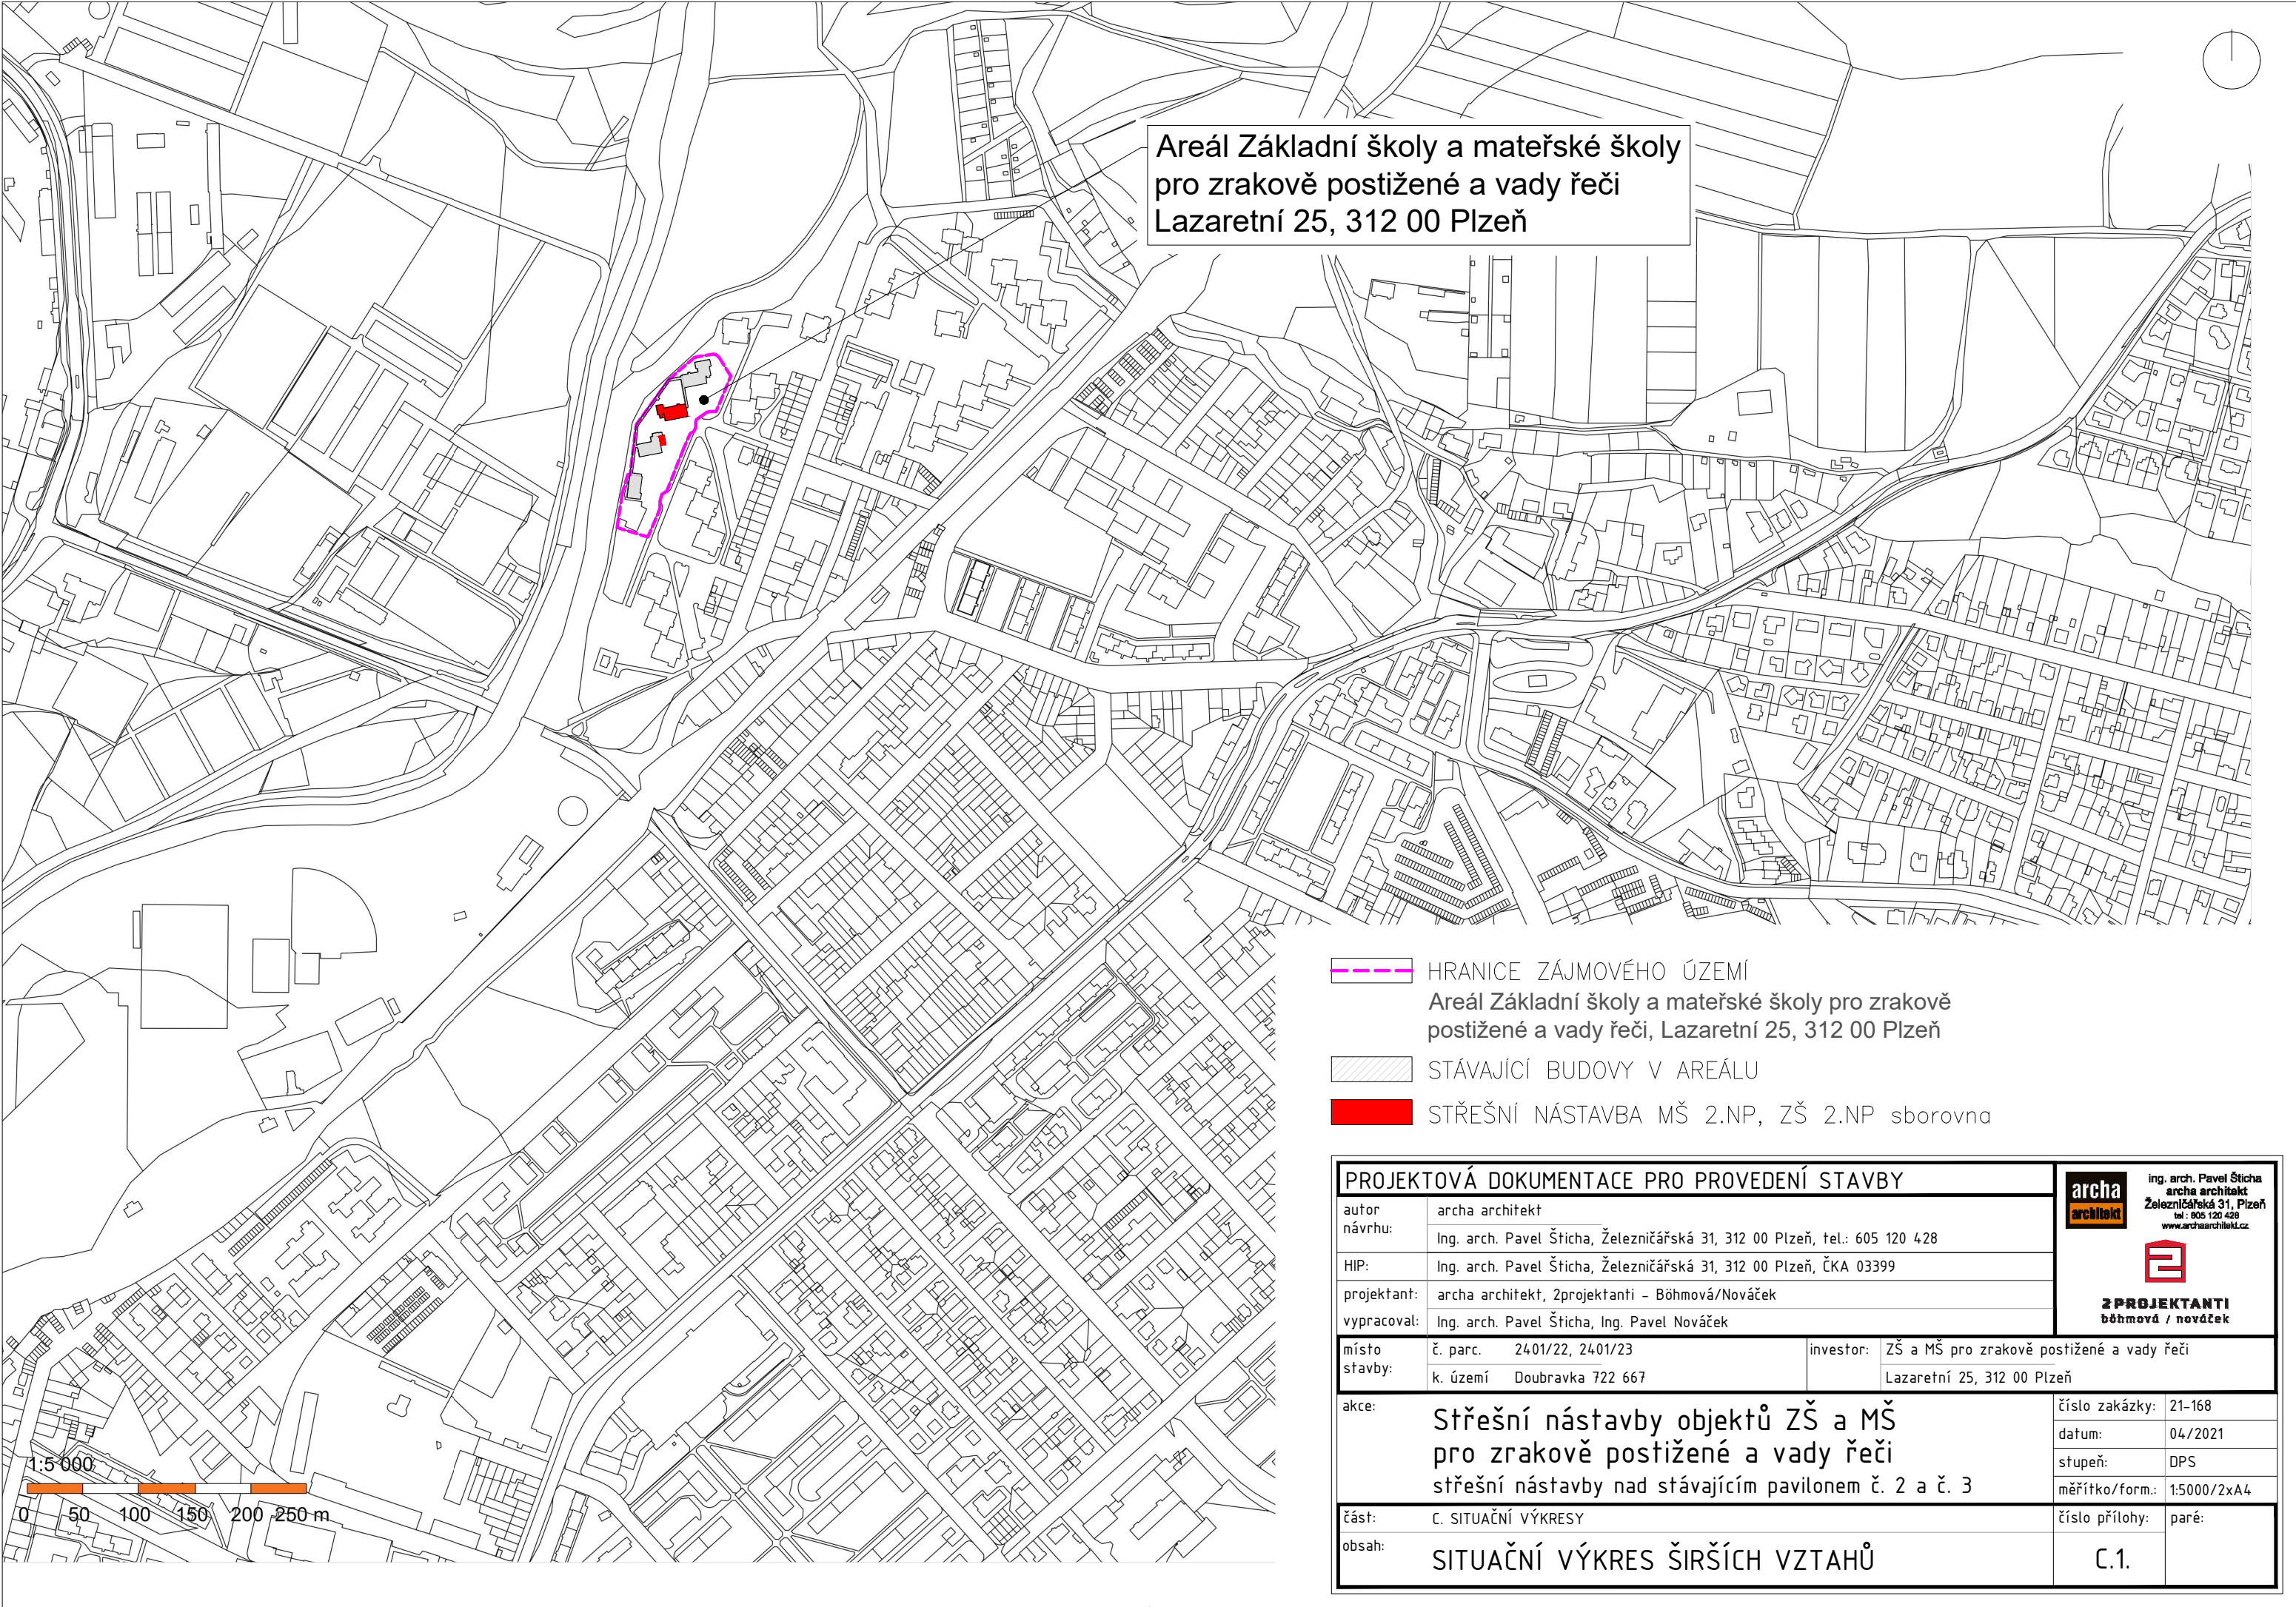 Areál Základní školy a mateřské školy
pro zrakově postižené a vady řeči
Lazaretní 25, 312 00 Plzeň
HRANICE ZÁJMOVÉHO ÚZEMÍ
Areál Základní školy a mateřské školy pro zrakově
postižené a vady řeči, Lazaretní 25, 312 00 Plzeň
STÁVAJÍCÍ BUDOVY V AREÁLU
STŘEŠNÍ NÁSTAVBA MŠ 2.NP, ZŠ 2.NP sborovna
1:5 000
0 50 100 150 200 250 m
PROJEKTOVÁ DOKUMENTACE PRO PROVEDENÍ STAVBY
autor návrhu: archa architekt
Ing. arch. Pavel Šticha, Železničářská 31, 312 00 Plzeň, tel.: 605 120 428
HIP: Ing. arch. Pavel Šticha, Železničářská 31, 312 00 Plzeň, ČKA 03399
projektant: archa architekt, 2projektanti - Böhmová/Nováček
vypracoval: Ing. arch. Pavel Šticha, Ing. Pavel Nováček
archa
architekt
ing. arch. Pavel Šticha
archa architekt
Železničářská 31, Plzeň
tel : 605 120 428
www.archaarchitekt.cz
2PROJEKTANTI
böhmová / nováček
místo stavby: č. parc. 2401/22, 2401/23
k. území Doubravka 722 667
investor: ZŠ a MŠ pro zrakově postižené a vady řeči
Lazaretní 25, 312 00 Plzeň
akce: Střešní nástavby objektů ZŠ a MŠ
pro zrakově postižené a vady řeči
střešní nástavby nad stávajícím pavilonem č. 2 a č. 3
číslo zakázky: 21-168
datum: 04/2021
stupeň: DPS
měřítko/form.: 1:5000/2xA4
část: C. SITUAČNÍ VÝKRESY
obsah: SITUAČNÍ VÝKRES ŠIRŠÍCH VZTAHŮ
číslo přílohy: C.1.
paré: